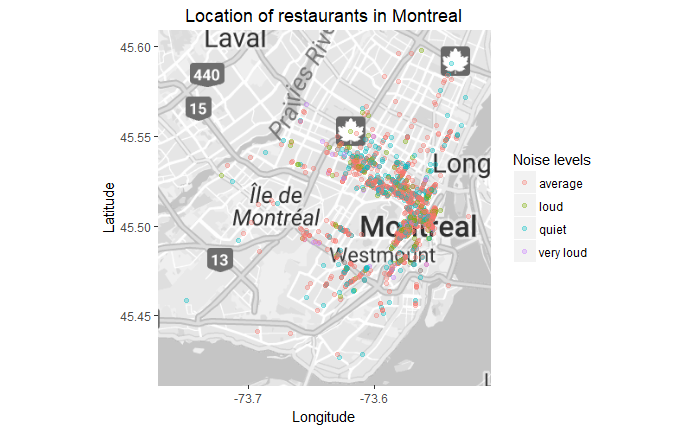 Location of restaurants in Montreal
45.60
45.55
45.50
45.45
Latitude
Laval
440
15
Prairies Rive
Long
Île de
Montréal
Montreal
Westmount
13
L
-73.7
-73.6
Longitude
Noise levels
average
loud
quiet
very loud